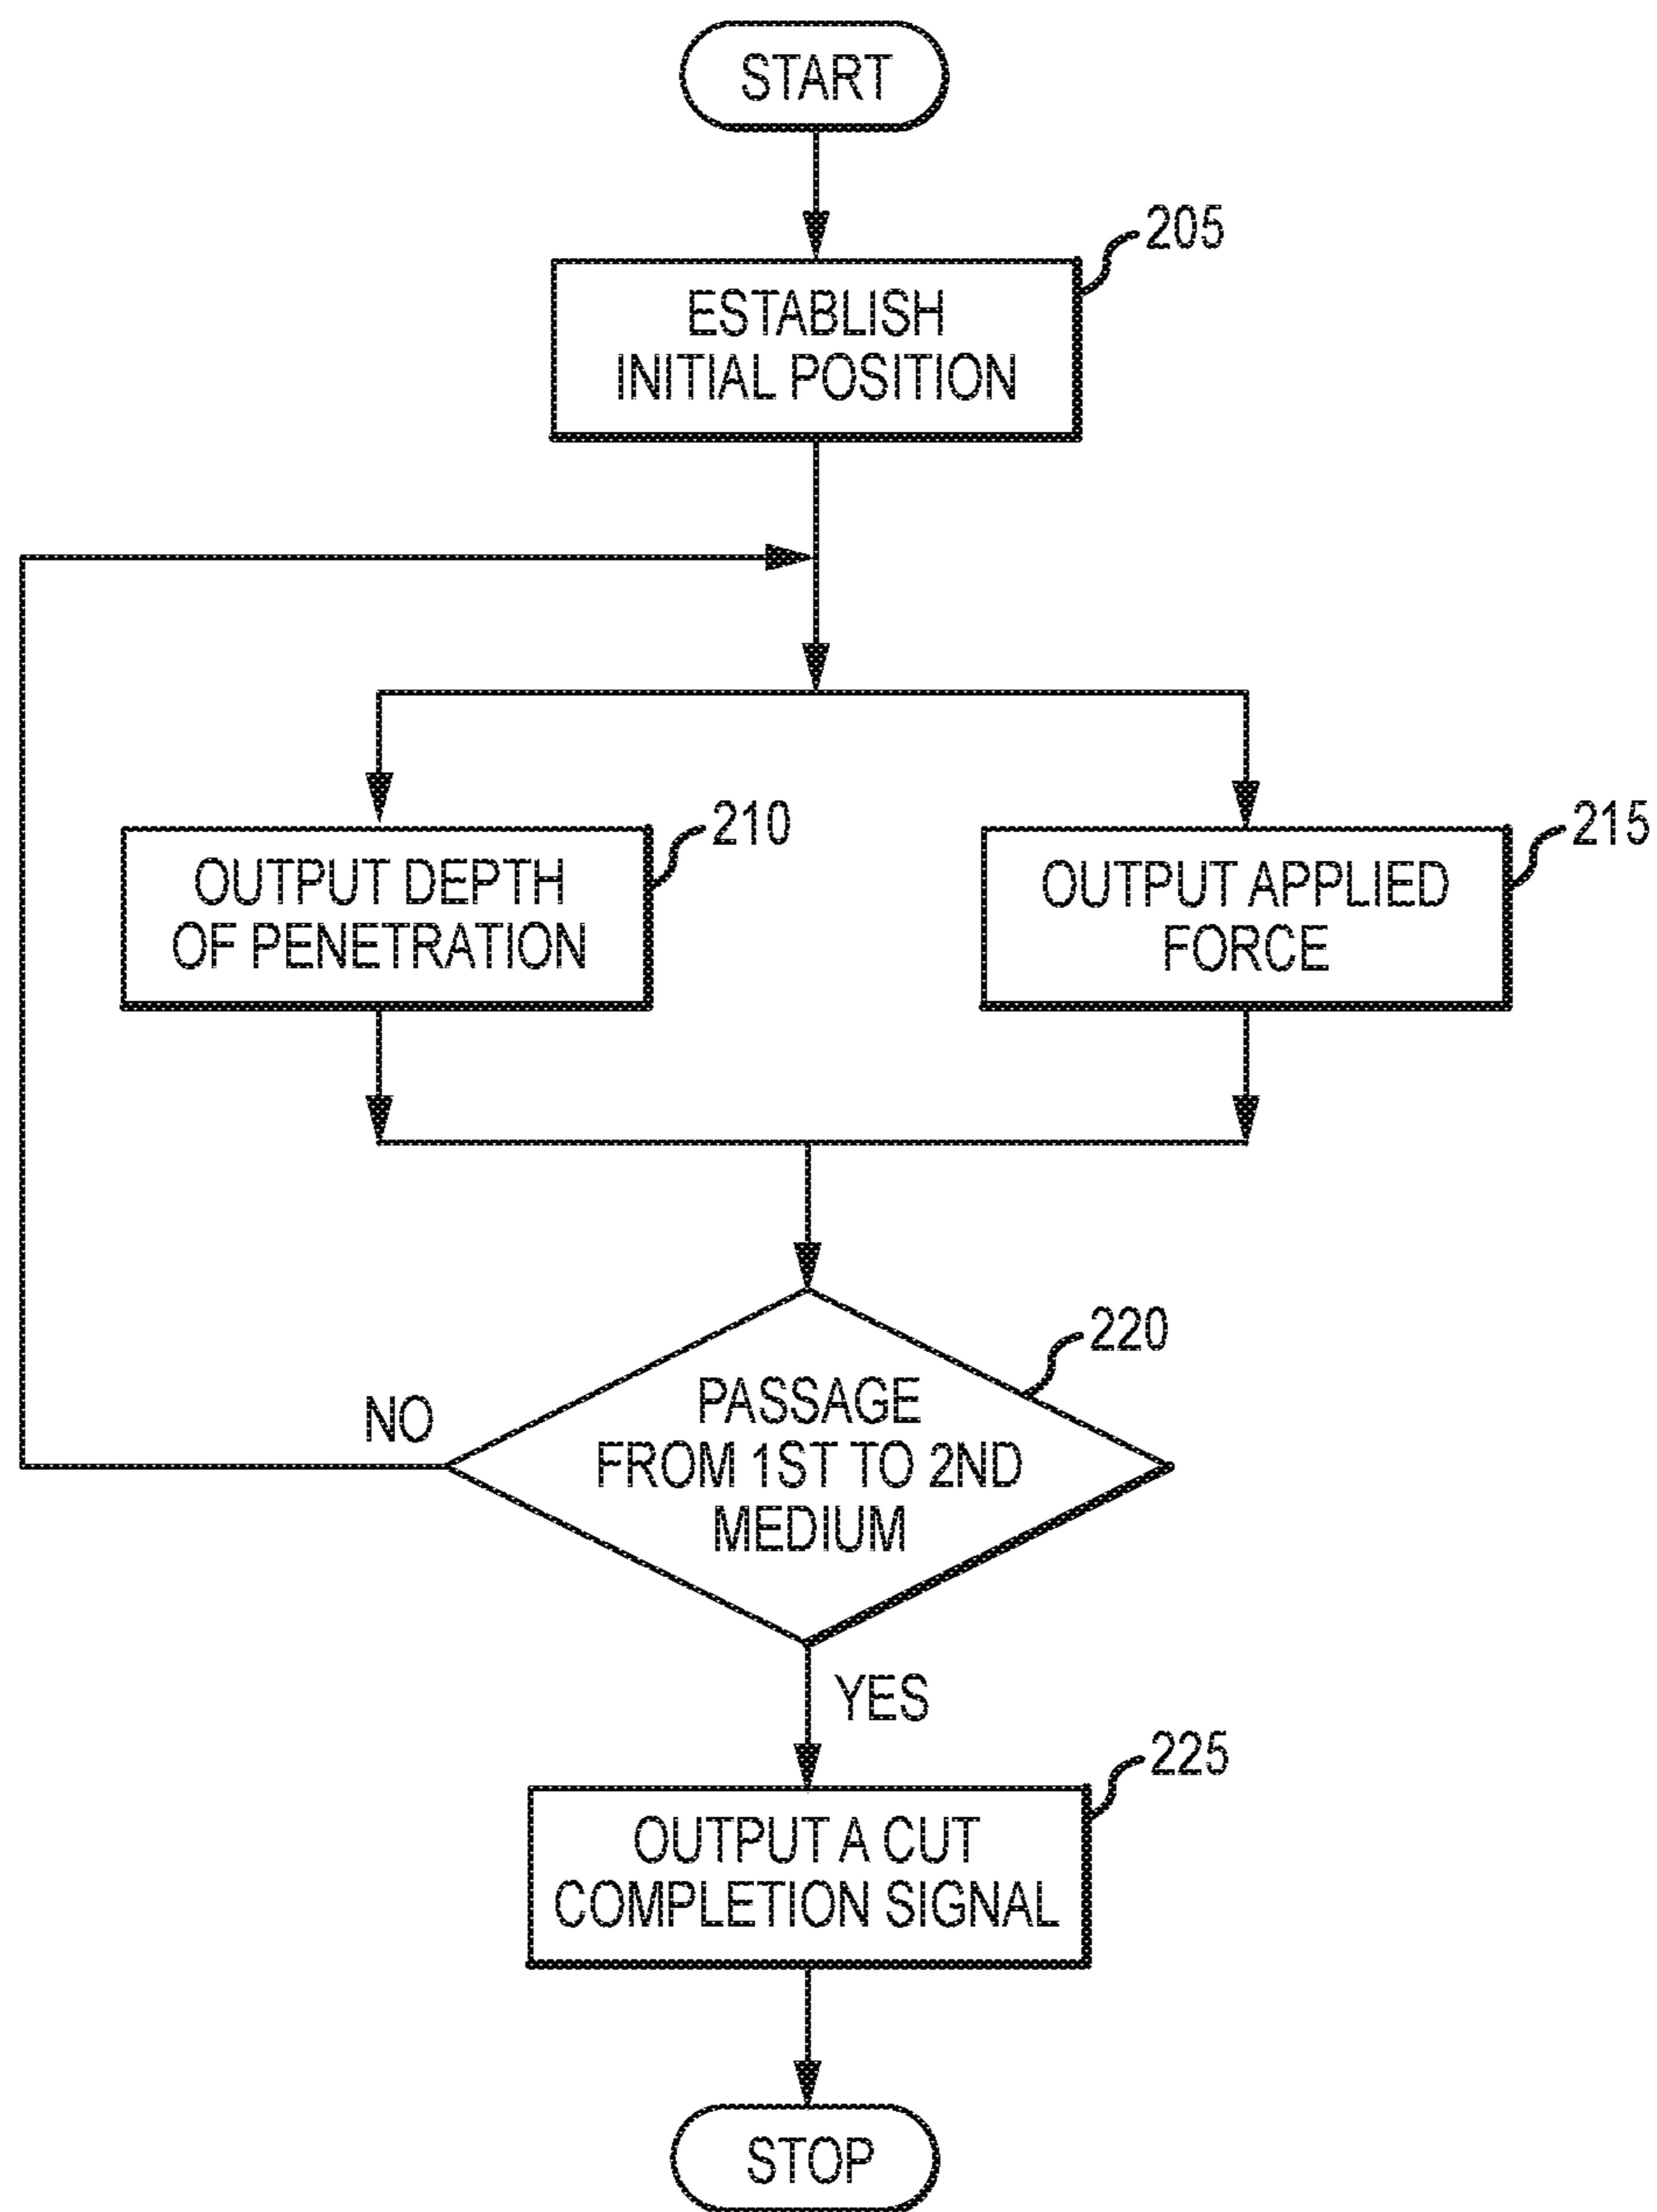 START
205
ESTABLISH
INITIAL POSITION
210
OUTPUT DEPTH
OF PENETRATION
215
OUTPUT APPLIED
FORCE
220
PASSAGE
FROM 1ST TO 2ND
MEDIUM
NO
YES
225
OUTPUT A CUT
COMPLETION SIGNAL
STOP